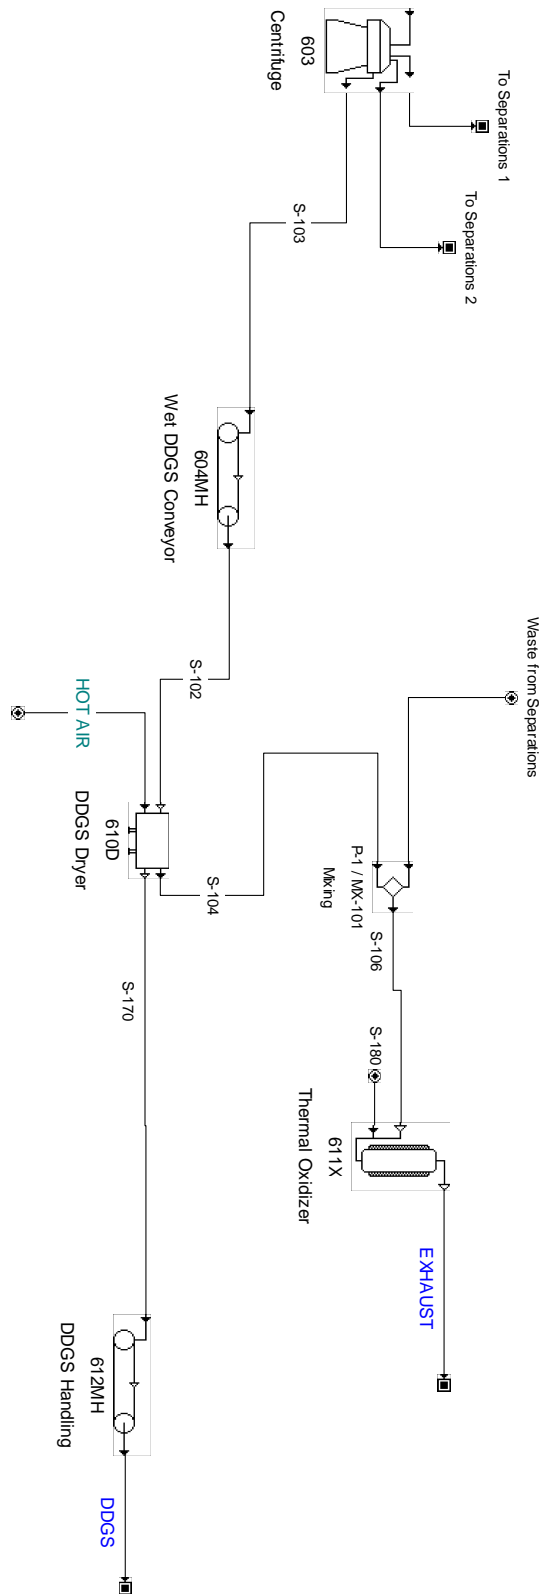 To Separations 1
To Separations 2
603
Centrifuge
S-103
604MH
Wet DDGS Conveyor
S-102
HOT AIR
610D
DDGS Dryer
S-104
Waste from Separations
P-1 / MX-101
Mixing
S-106
S-180
611X
Thermal Oxidizer
EXHAUST
S-170
612MH
DDGS Handling
DDGS